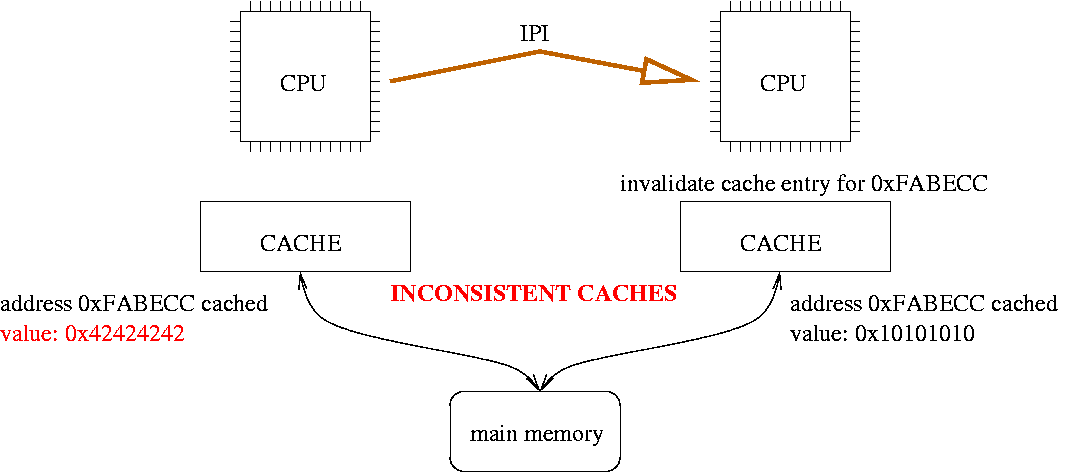 IPI
CPU
CPU
invalidate cache entry for 0xFABECC
CACHE
CACHE
INCONSISTENT CACHES
address 0xFABECC cached
value: 0x42424242
address 0xFABECC cached
value: 0x10101010
main memory